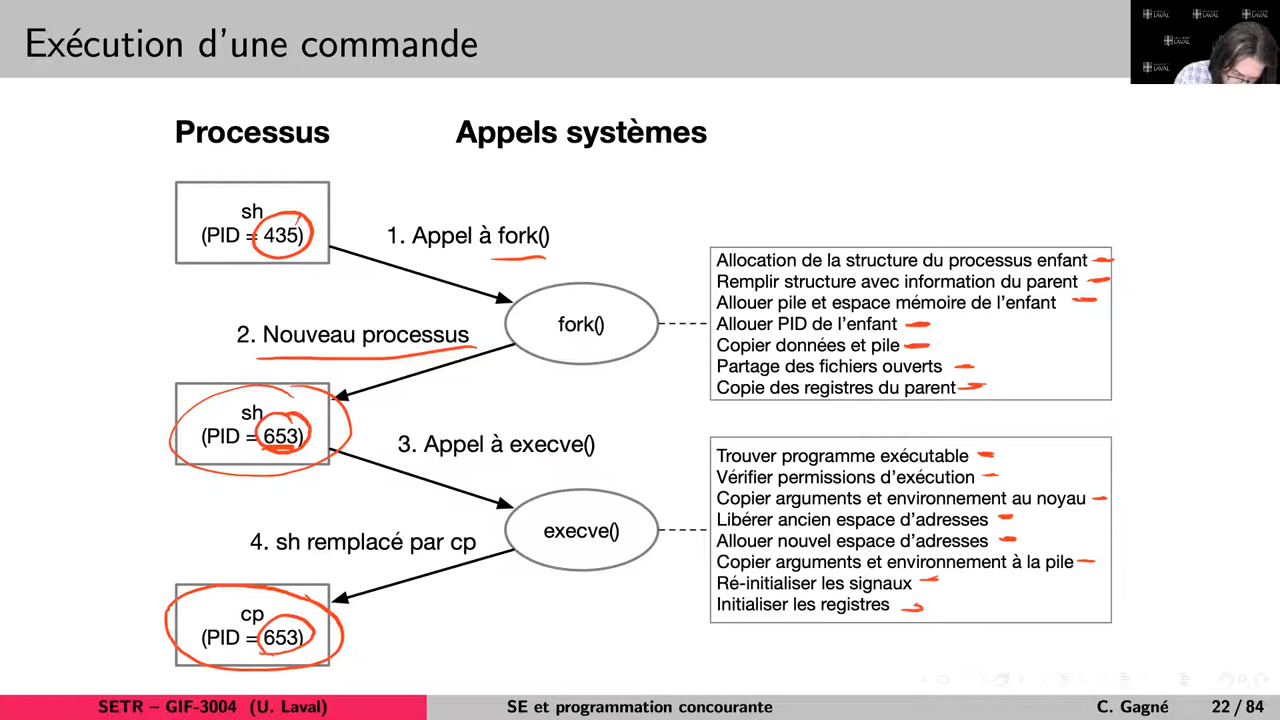 Exécution d'une commande
LAVAL
LAVAL
LAVAL
LAVAL
LAVAL
Processus
Appels systèmes
sh
(PID = 435)
1. Appel à fork()
fork()
Allocation de la structure du processus enfant
Remplir structure avec information du parent
Allouer pile et espace mémoire de l'enfant
Allouer PID de l'enfant
Copier données et pile
Partage des fichiers ouverts
Copie des registres du parent
2. Nouveau processus
sh
(PID = 653)
3. Appel à execve()
execve()
Trouver programme exécutable
Vérifier permissions d'exécution
Copier arguments et environnement au noyau
Libérer ancien espace d'adresses
Allouer nouvel espace d'adresses
Copier arguments et environnement à la pile
Ré-initialiser les signaux
Initialiser les registres
4. sh remplacé par cp
cp
(PID = 653)
SETR – GIF-3004 (U. Laval)
SE et programmation concourante
C. Gagné
22 / 84